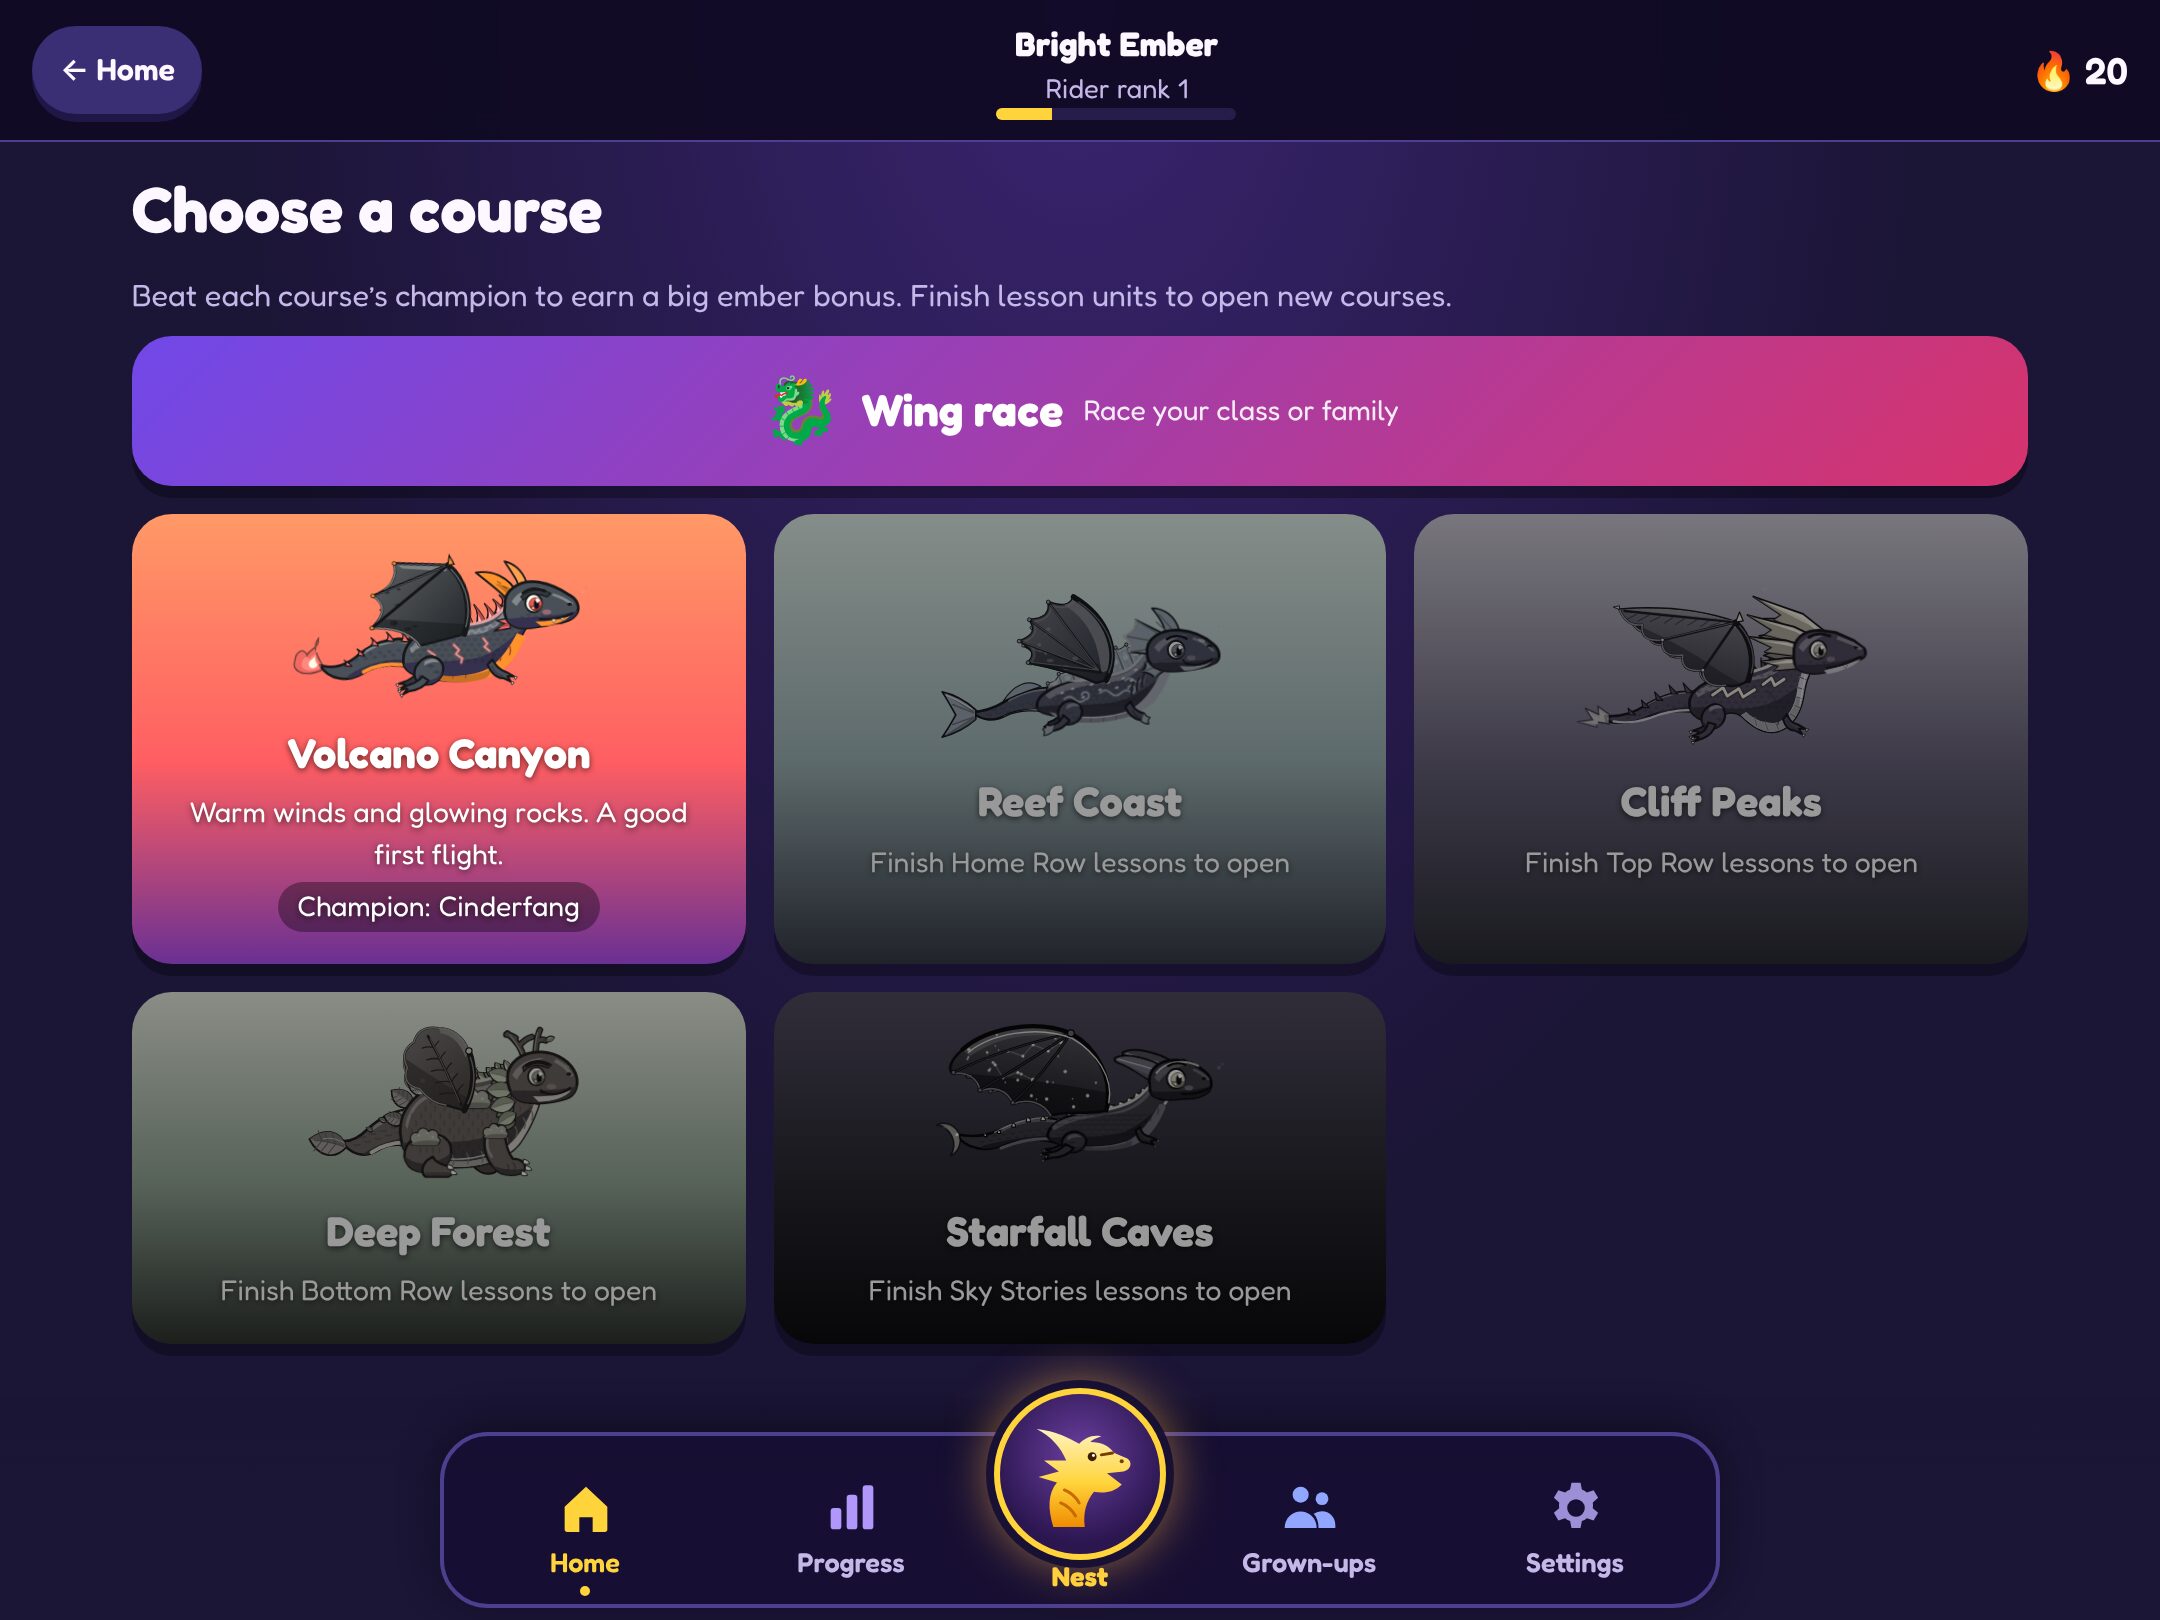 ← Home
Bright Ember
Rider rank 1
20
Choose a course
Beat each course’s champion to earn a big ember bonus. Finish lesson units to open new courses.
Wing race Race your class or family
Volcano Canyon
Warm winds and glowing rocks. A good
first flight.
Champion: Cinderfang
Reef Coast
Finish Home Row lessons to open
Cliff Peaks
Finish Top Row lessons to open
Deep Forest
Finish Bottom Row lessons to open
Starfall Caves
Finish Sky Stories lessons to open
Home
Progress
Nest
Grown-ups
Settings